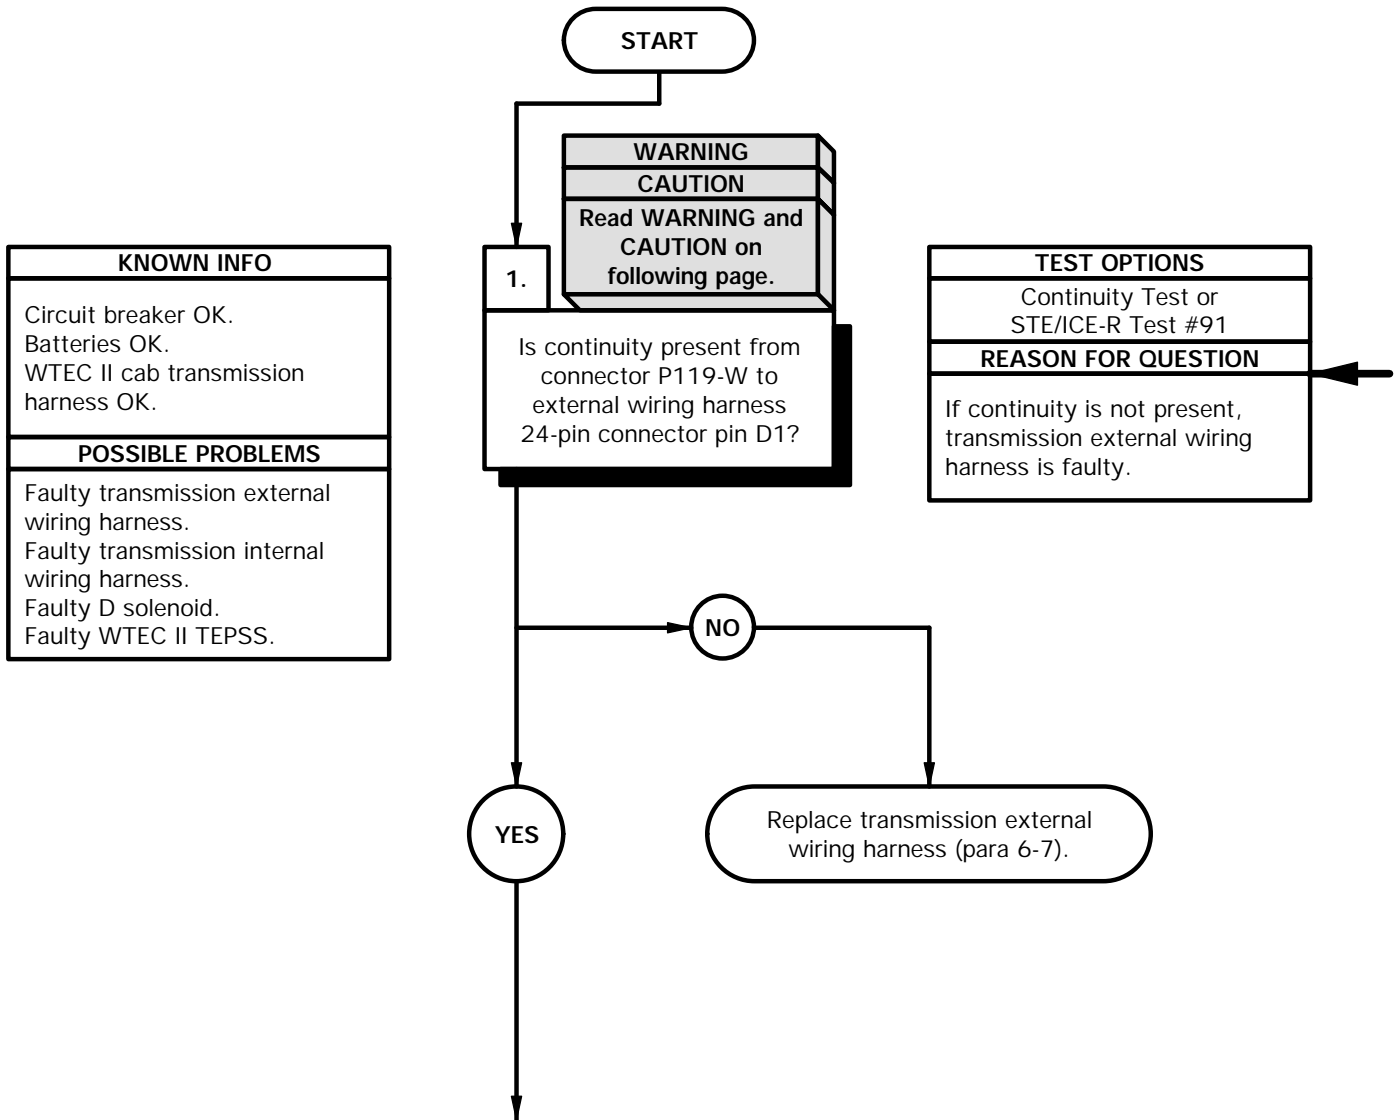 START
WARNING
CAUTION
Read WARNING and
CAUTION on
following page.
KNOWN INFO
Circuit breaker OK.
Batteries OK.
WTEC II cab transmission
harness OK.
POSSIBLE PROBLEMS
Faulty transmission external
wiring harness.
Faulty transmission internal
wiring harness.
Faulty D solenoid.
Faulty WTEC II TEPSS.
1.
Is continuity present from
connector P119-W to
external wiring harness
24-pin connector pin D1?
TEST OPTIONS
Continuity Test or
STE/ICE-R Test #91
REASON FOR QUESTION
If continuity is not present,
transmission external wiring
harness is faulty.
NO
YES
Replace transmission external
wiring harness (para 6-7).